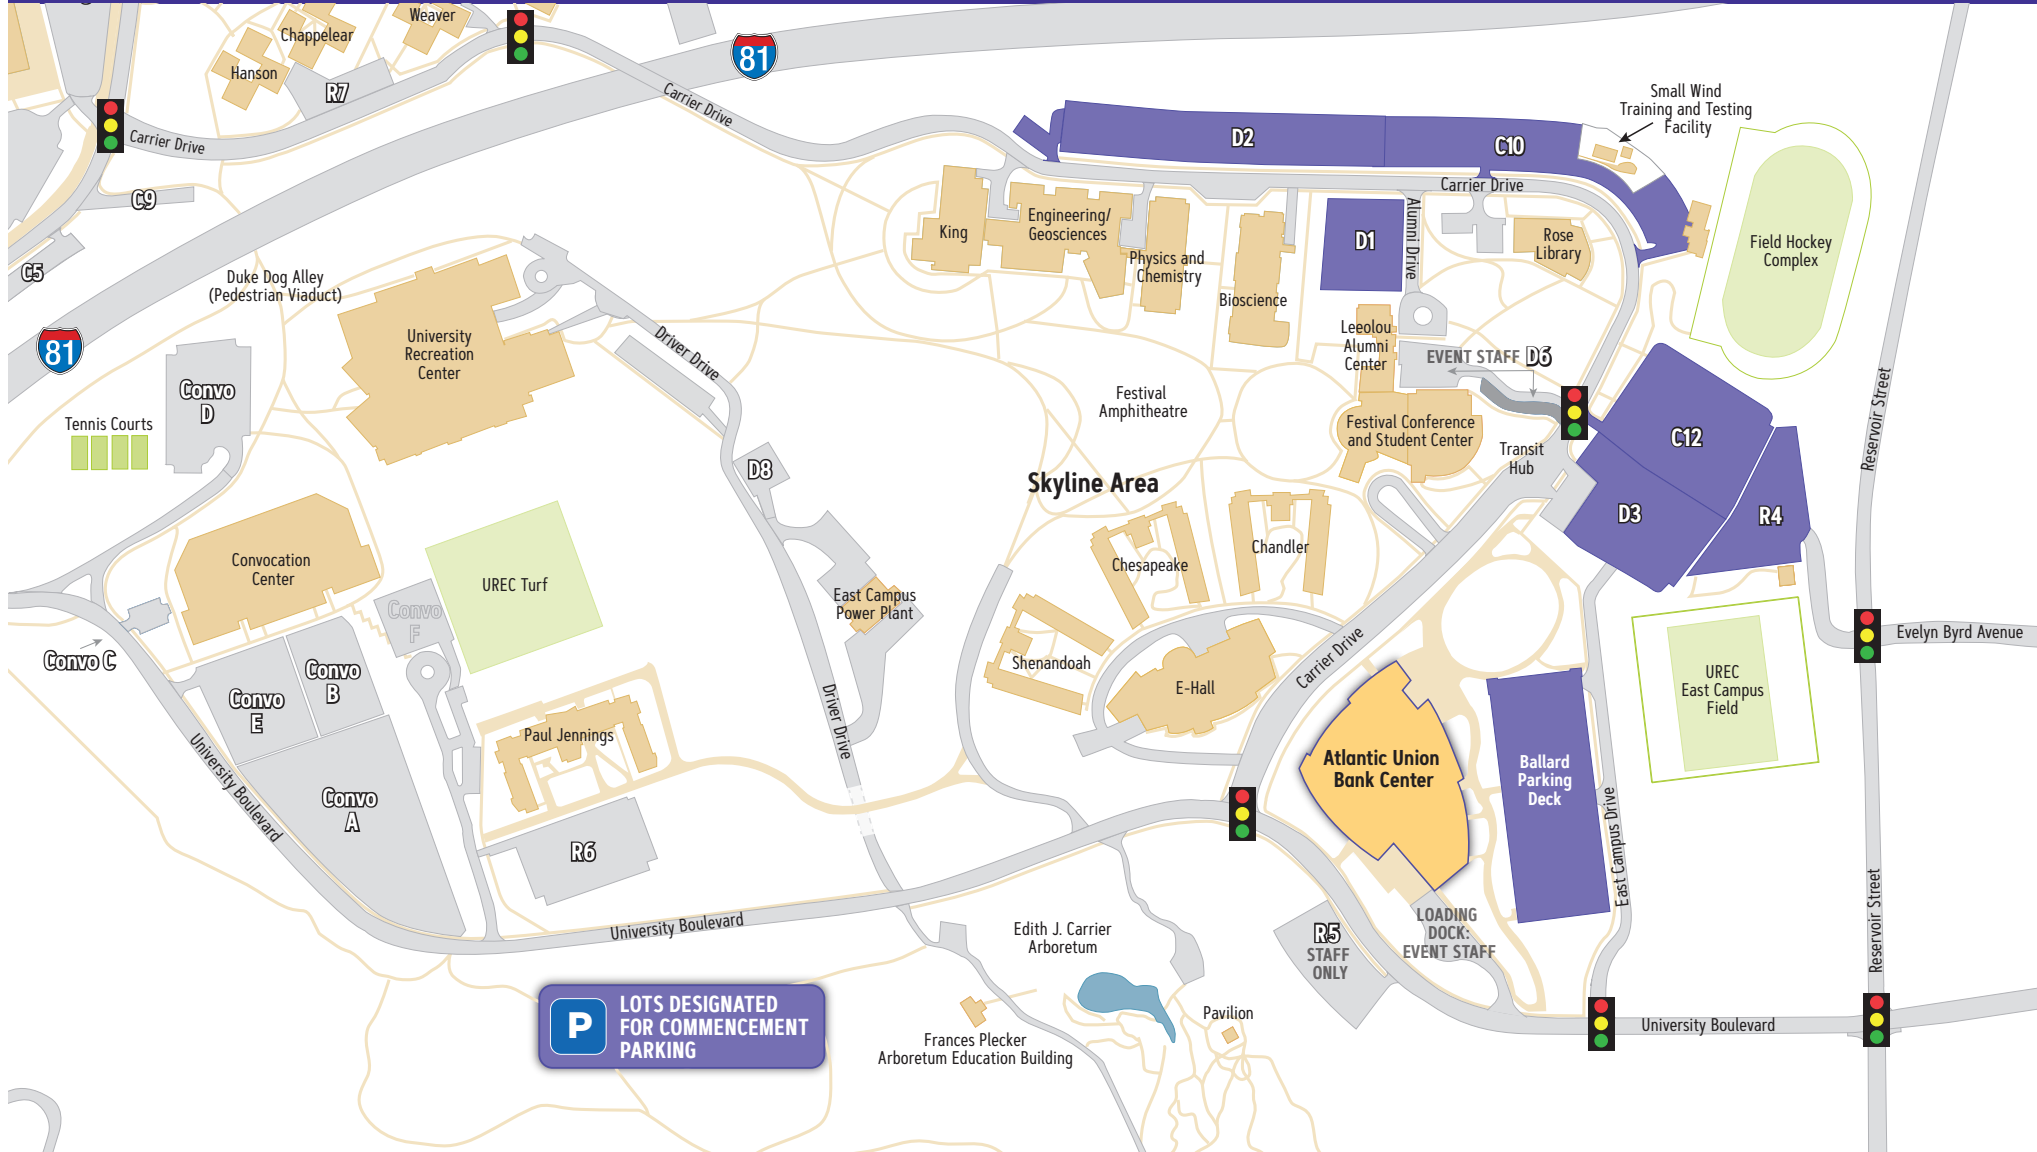 Weaver
Chappelear
Hanson
R7
81
Carrier Drive
Carrier Drive
C9
C5
81
Small Wind
Training and Testing
Facility
D2
C10
Carrier Drive
King
Engineering/
Geosciences
Physics and
Chemistry
Bioscience
D1
Alumni Drive
Rose
Library
Field Hockey
Complex
Duke Dog Alley
(Pedestrian Viaduct)
University
Recreation
Center
Driver Drive
Convo
D
Tennis Courts
Leeolou
Alumni
Center
EVENT STAFF D6
Festival
Amphitheatre
Festival Conference
and Student Center
Transit
Hub
C12
Reservoir Street
D8
Skyline Area
D3
R4
Convocation
Center
UREC Turf
Chesapeake
Chandler
East Campus
Power Plant
Convo
F
Convo C
Shenandoah
E-Hall
Carrier Drive
Evelyn Byrd Avenue
UREC
East Campus
Field
Convo
B
Convo
E
Paul Jennings
Driver Drive
University Boulevard
Convo
A
Atlantic Union
Bank Center
Ballard
Parking
Deck
East Campus Drive
R6
University Boulevard
Edith J. Carrier
Arboretum
R5
STAFF
ONLY
LOADING
DOCK:
EVENT STAFF
Reservoir Street
P
LOTS DESIGNATED
FOR COMMENCEMENT
PARKING
Pavilion
Frances Plecker
Arboretum Education Building
University Boulevard